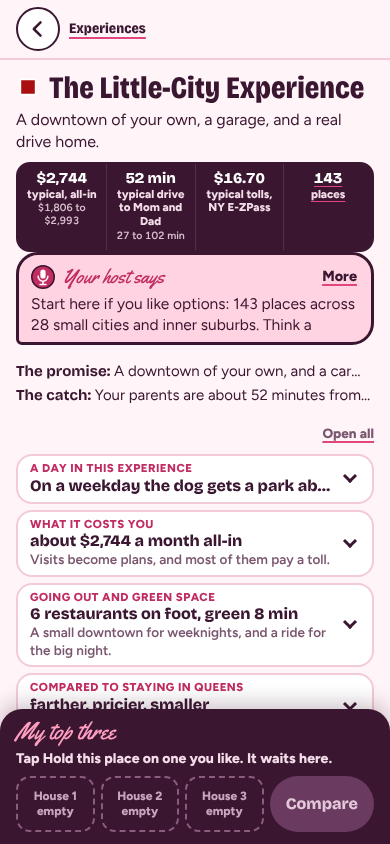 Experiences
The Little-City Experience
A downtown of your own, a garage, and a real
drive home.
$2,744
typical, all-in
$1,806 to
$2,993
52 min
typical drive
to Mom and
Dad
27 to 102 min
$16.70
typical tolls,
NY E-ZPass
143
places
Your host says
More
Start here if you like options: 143 places across
28 small cities and inner suburbs. Think a
The promise: A downtown of your own, and a car...
The catch: Your parents are about 52 minutes from...
Open all
A DAY IN THIS EXPERIENCE
On a weekday the dog gets a park ab...
WHAT IT COSTS YOU
about $2,744 a month all-in
Visits become plans, and most of them pay a toll.
GOING OUT AND GREEN SPACE
6 restaurants on foot, green 8 min
A small downtown for weeknights, and a ride for
the big night.
COMPARED TO STAYING IN QUEENS
farther, pricier, smaller
My top three
Tap Hold this place on one you like. It waits here.
House 1
empty
House 2
empty
House 3
empty
Compare